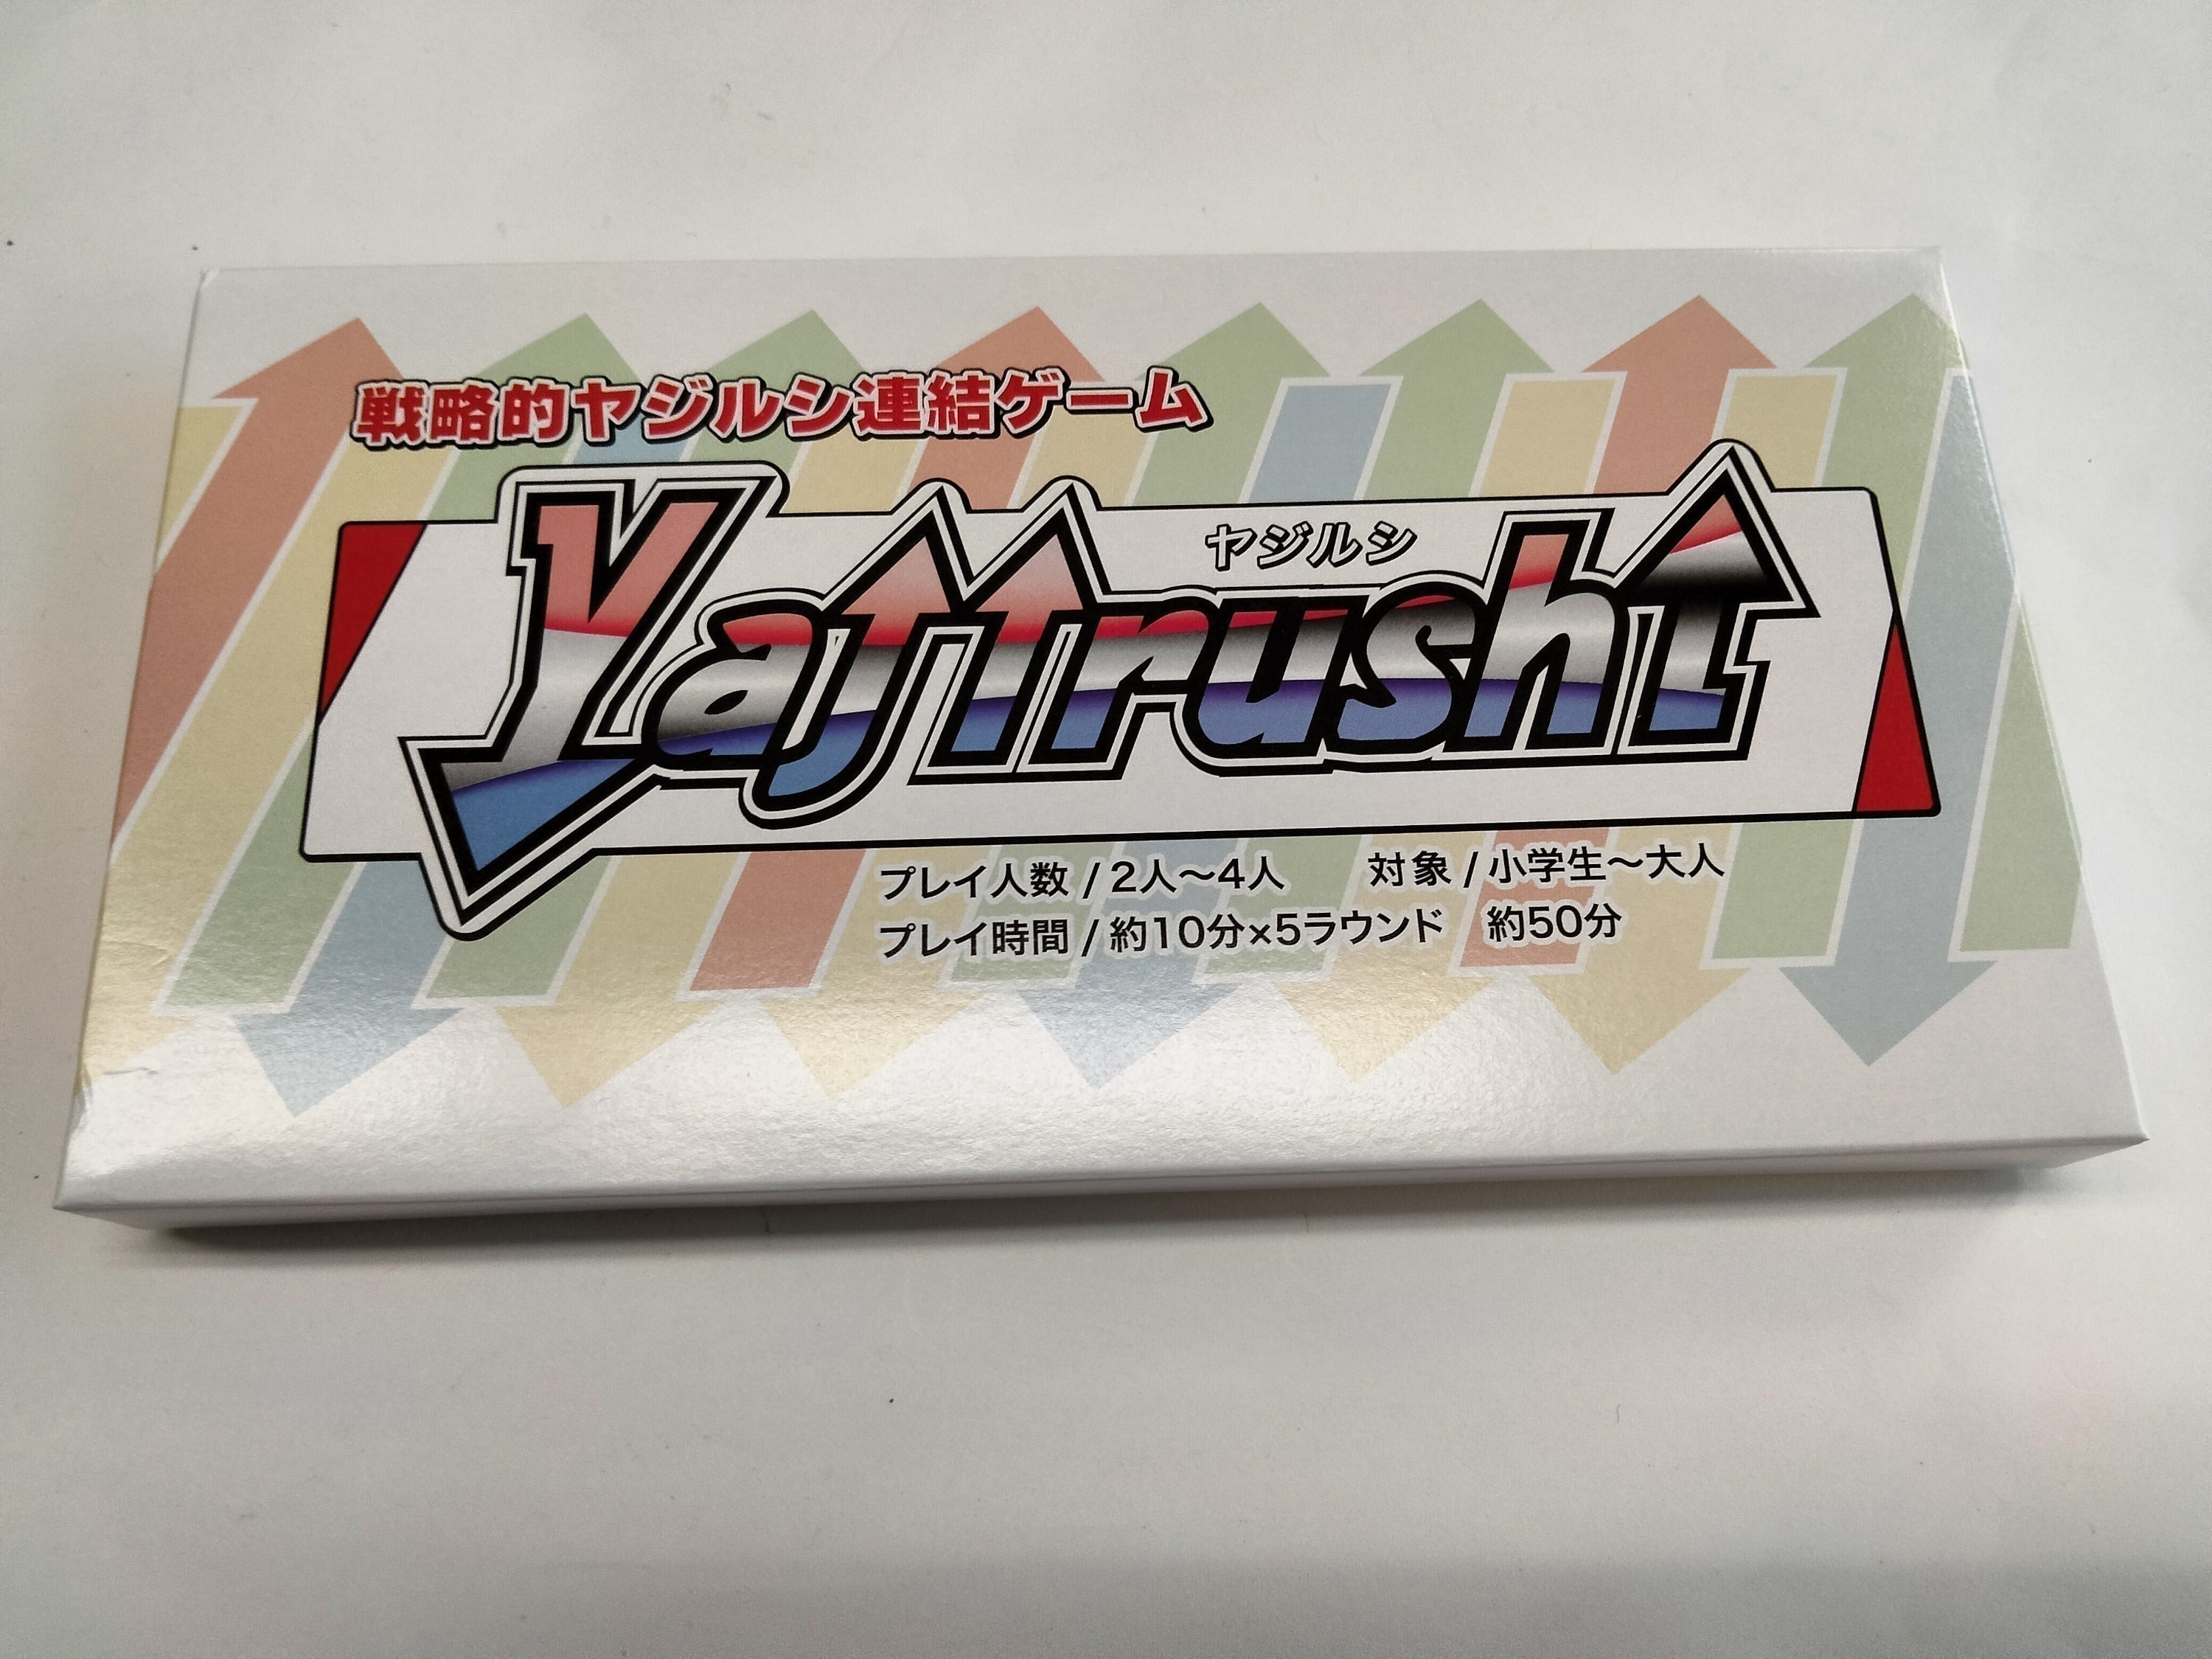 戦略的ヤジルシ連結ゲーム
ヤジルシ
Yajirushi
プレイ人数 / 2人～4人 対象 / 小学生～大人
プレイ時間 / 約10分×5ラウンド 約50分